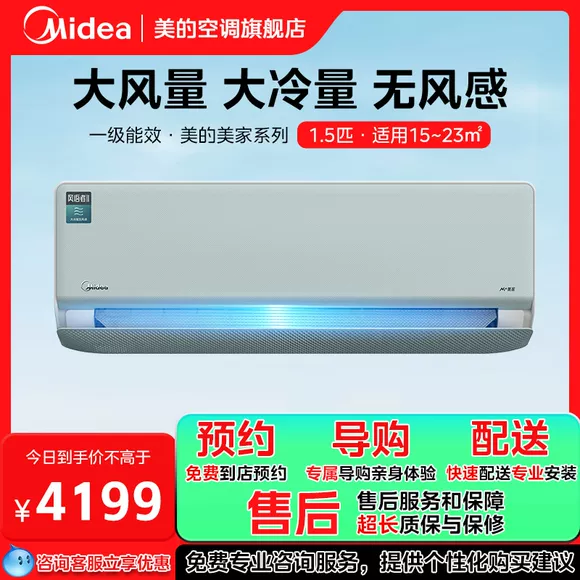 Midea 美的空调旗舰店
大风量 大冷量 无风感
一级能效·美的美家系列 1.5匹·适用15~23㎡
风语者II
Midea
今日到手价不高于
¥4199
预约 导购 配送
免费到店预约 专属导购亲身体验 快速配送专业安装
售后 售后服务和保障
超长质保与保修
咨询客服立享优惠 免费专业咨询服务，提供个性化购买建议